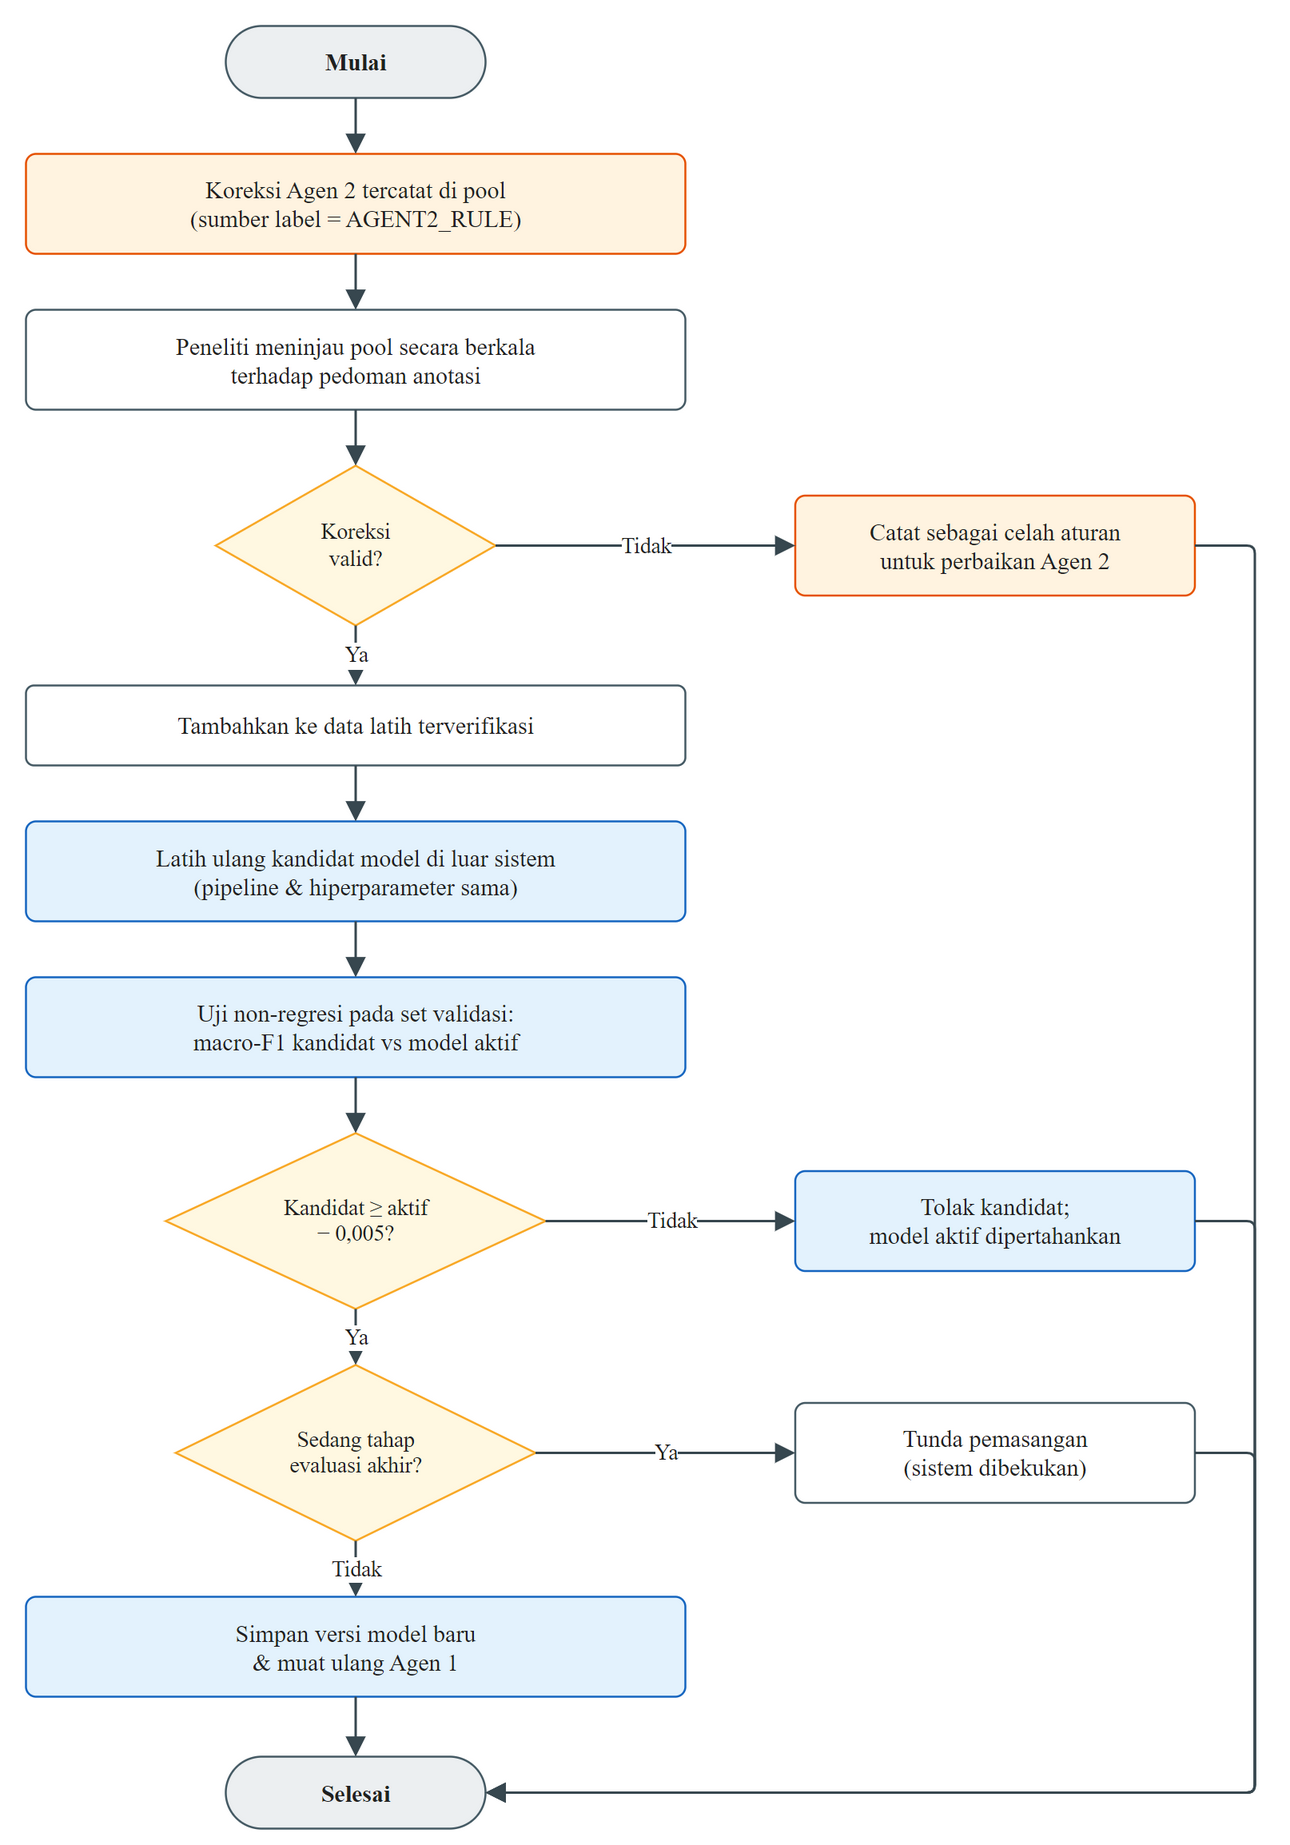 Mulai
Koreksi Agen 2 tercatat di pool
(sumber label = AGENT2_RULE)
Peneliti meninjau pool secara berkala
terhadap pedoman anotasi
Koreksi
valid?
Tidak
Catat sebagai celah aturan
untuk perbaikan Agen 2
Ya
Tambahkan ke data latih terverifikasi
Latih ulang kandidat model di luar sistem
(pipeline & hiperparameter sama)
Uji non-regresi pada set validasi:
macro-F1 kandidat vs model aktif
Kandidat ≥ aktif
− 0,005?
Tidak
Tolak kandidat;
model aktif dipertahankan
Ya
Sedang tahap
evaluasi akhir?
Ya
Tunda pemasangan
(sistem dibekukan)
Tidak
Simpan versi model baru
& muat ulang Agen 1
Selesai